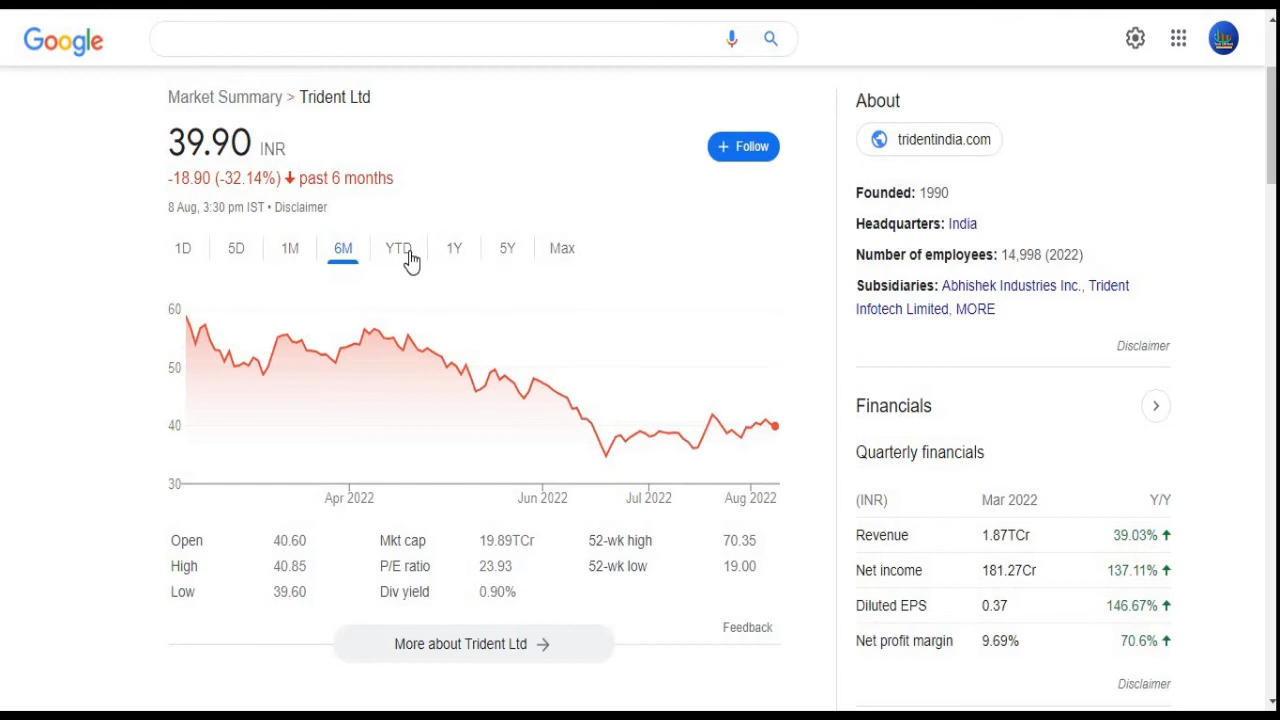 Google
Market Summary > Trident Ltd
39.90 INR
+ Follow
-18.90 (-32.14%) ↓ past 6 months
8 Aug, 3:30 pm IST • Disclaimer
1D 5D 1M 6M YTD 1Y 5Y Max
60
50
40
30
Apr 2022 Jun 2022 Jul 2022 Aug 2022
Open 40.60 Mkt cap 19.89TCr 52-wk high 70.35
High 40.85 P/E ratio 23.93 52-wk low 19.00
Low 39.60 Div yield 0.90%
Feedback
More about Trident Ltd →
About
tridentindia.com
Founded: 1990
Headquarters: India
Number of employees: 14,998 (2022)
Subsidiaries: Abhishek Industries Inc., Trident
Infotech Limited, MORE
Disclaimer
Financials
Quarterly financials
(INR) Mar 2022 Y/Y
Revenue 1.87TCr 39.03% ↑
Net income 181.27Cr 137.11% ↑
Diluted EPS 0.37 146.67% ↑
Net profit margin 9.69% 70.6% ↑
Disclaimer